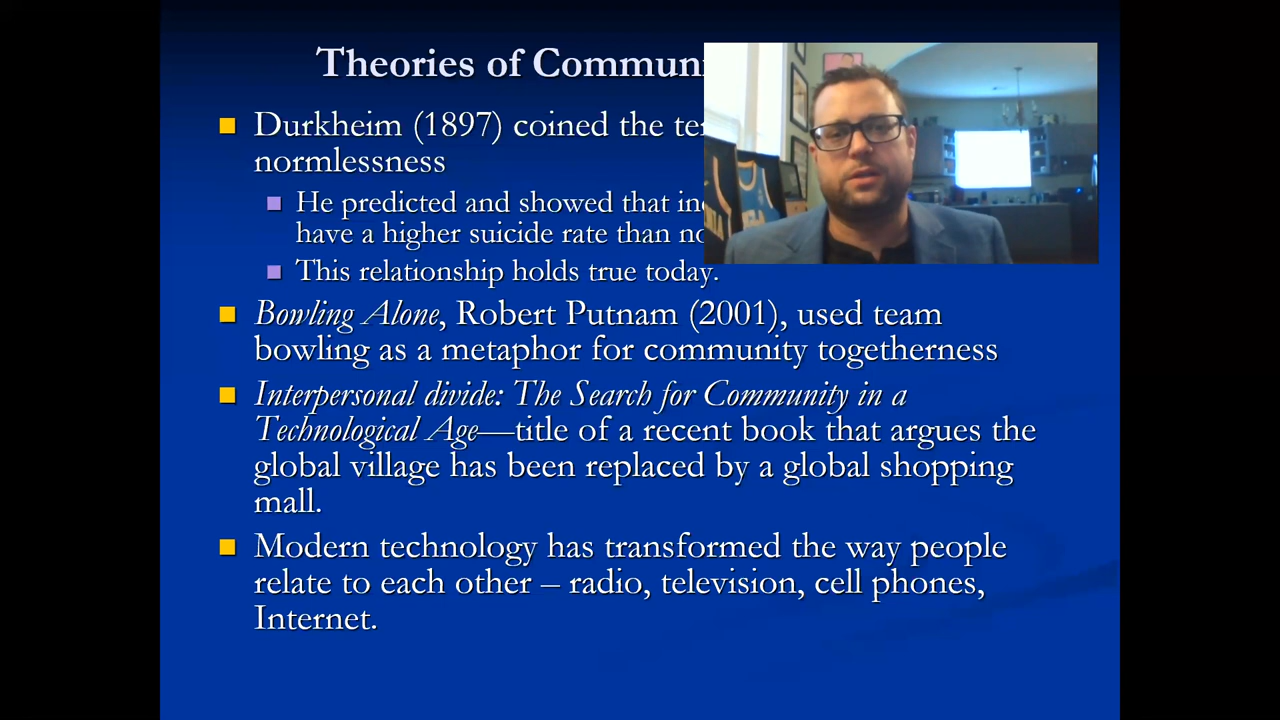 Theories of
Durkheim (1897) coined the
normlessness
He predicted and showed that
have a higher suicide rate than
This relationship holds true today.
Bowling Alone, Robert Putnam (2001), used team
bowling as a metaphor for community togetherness
Interpersonal divide: The Search for Community in a
Technological Age—title of a recent book that argues the
global village has been replaced by a global shopping
mall.
Modern technology has transformed the way people
relate to each other – radio, television, cell phones,
Internet.